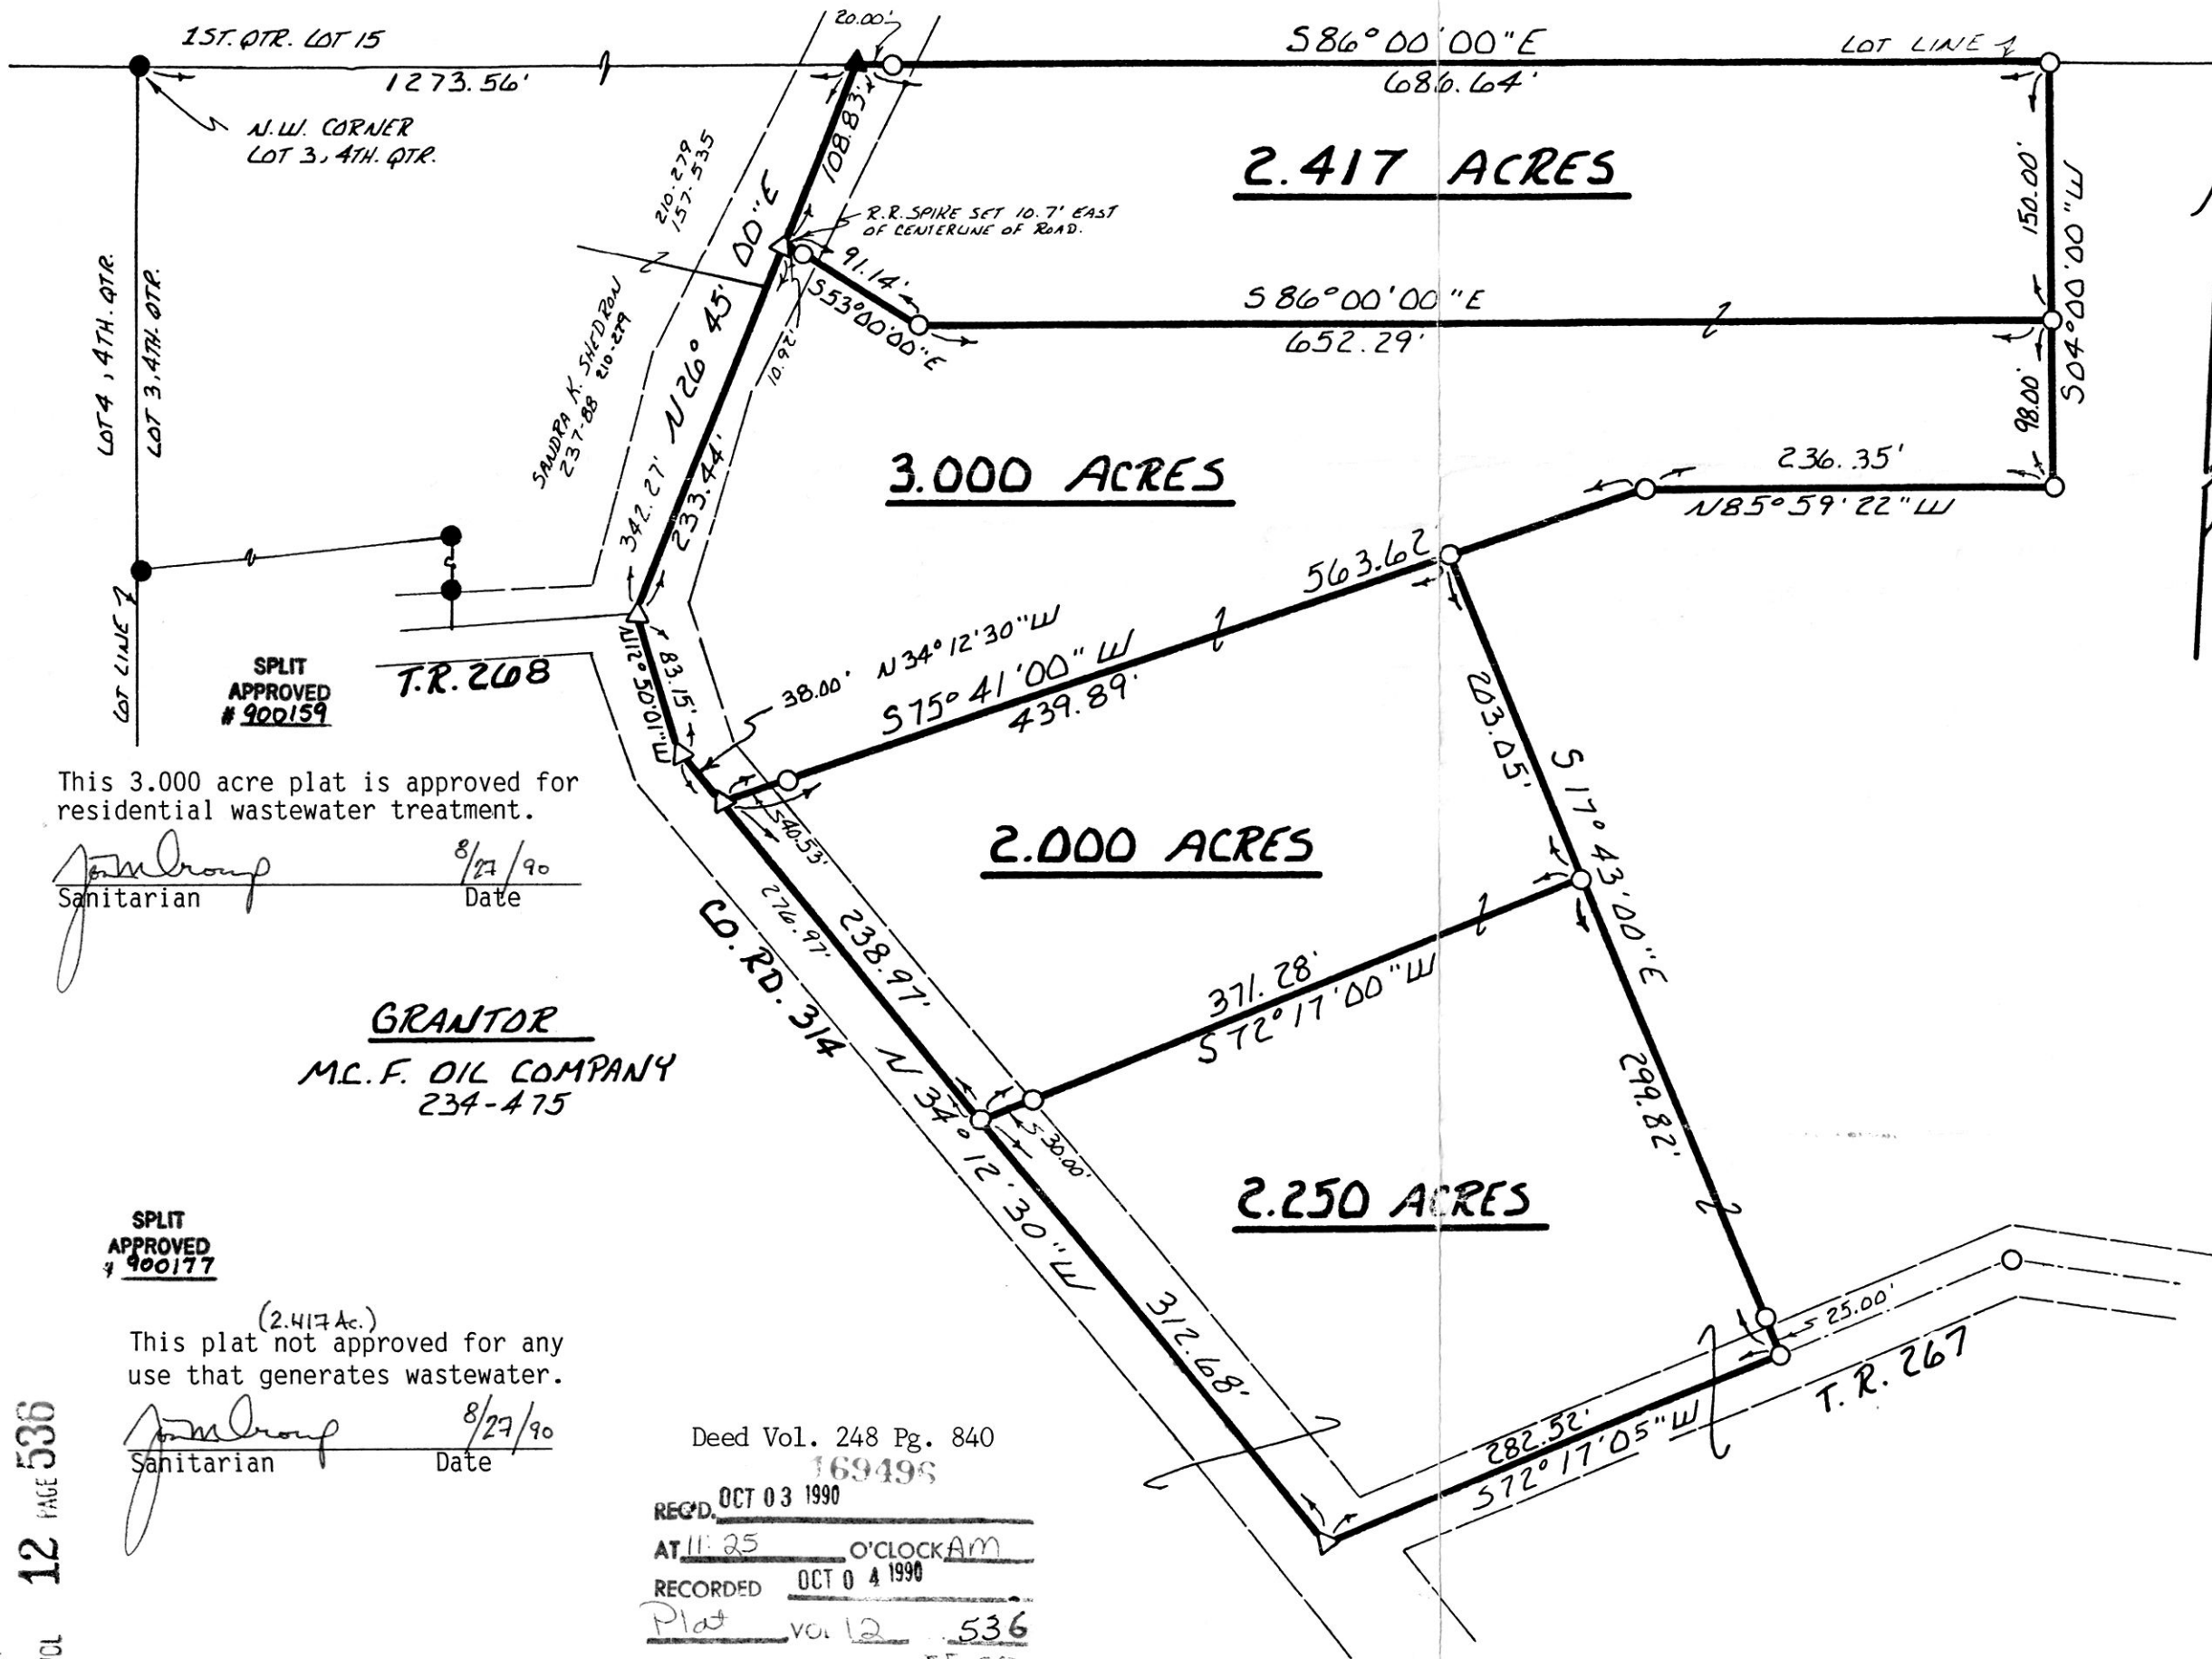 20.00'
1ST. QTR. LOT 15
1273.56'
S86°00'00"E
686.64'
LOT LINE
N.W. CORNER
LOT 3, 4TH. QTR.
108.83'
2.417 ACRES
150.00'
S04°00'00"W
210-279
157-535
R.R. SPIKE SET 10.7' EAST
OF CENTERLINE OF ROAD.
91.14'
S53°00'00"E
S86°00'00"E
652.29'
N26°45'00"E
10.92'
LOT 4, 4TH. QTR.
LOT 3, 4TH. QTR.
SANDRA K. SHEDRON
237-88 210-279
342.27'
233.44'
98.00'
3.000 ACRES
236.35'
N85°59'22"W
563.62'
LOT LINE
SPLIT
APPROVED
# 900159
T.R. 268
N12°50'01"W
83.15'
38.00' N34°12'30"W
S75°41'00"W
439.89'
203.05'
S17°43'00"E
This 3.000 acre plat is approved for
residential wastewater treatment.
8/27/90
Sanitarian Date
40.53'
2.000 ACRES
276.97'
238.97'
CO. RD. 314
371.28'
S72°17'00"W
GRANTOR
M.C.F. OIL COMPANY
234-475
N34°12'30"W
30.00'
299.82'
2.250 ACRES
SPLIT
APPROVED
# 900177
(2.417 Ac.)
This plat not approved for any
use that generates wastewater.
8/27/90
Sanitarian Date
312.68'
25.00'
T.R. 267
282.52'
S72°17'05"W
Deed Vol. 248 Pg. 840
REC'D. OCT 03 1990
AT 11:25 O'CLOCK AM
RECORDED OCT 04 1990
Plat Vol 12 536
12 PAGE 536